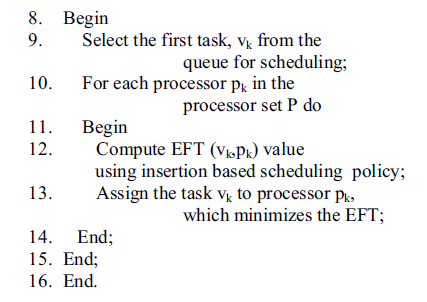 8. Begin
9. Select the first task, vk from the
queue for scheduling;
10. For each processor pk in the
processor set P do
11. Begin
12. Compute EFT (vk,pk) value
using insertion based scheduling policy;
13. Assign the task vk to processor pk,
which minimizes the EFT;
14. End;
15. End;
16. End.